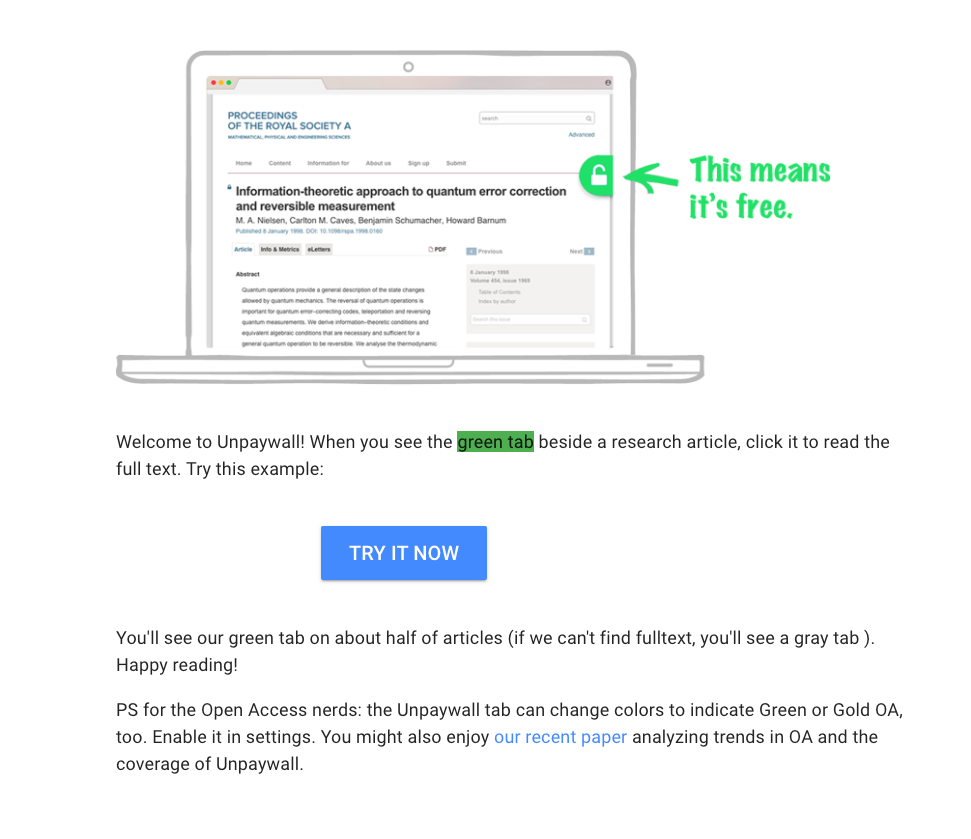 PROCEEDINGS
OF THE ROYAL SOCIETY A
MATHEMATICAL, PHYSICAL AND ENGINEERING SCIENCES
search
Advanced
Home Content Information for About us Sign up Submit
This means
it's free.
Information-theoretic approach to quantum error correction
and reversible measurement
M. A. Nielsen, Carlton M. Caves, Benjamin Schumacher, Howard Barnum
Published 8 January 1998. DOI: 10.1098/rspa.1998.0160
Article Info & Metrics eLetters PDF
Previous Next
Abstract
8 January 1998
Volume 454, issue 1969
Table of Contents
Index by author
Search this issue
Quantum operations provide a general description of the state changes
allowed by quantum mechanics. The reversal of quantum operations is
important for quantum error-correcting codes, teleportation and reversing
quantum measurements. We derive information-theoretic conditions and
equivalent algebraic conditions that are necessary and sufficient for a
general quantum operation to be reversible. We analyse the thermodynamic
Welcome to Unpaywall! When you see the green tab beside a research article, click it to read the
full text. Try this example:
TRY IT NOW
You'll see our green tab on about half of articles (if we can't find fulltext, you'll see a gray tab ).
Happy reading!
PS for the Open Access nerds: the Unpaywall tab can change colors to indicate Green or Gold OA,
too. Enable it in settings. You might also enjoy our recent paper analyzing trends in OA and the
coverage of Unpaywall.